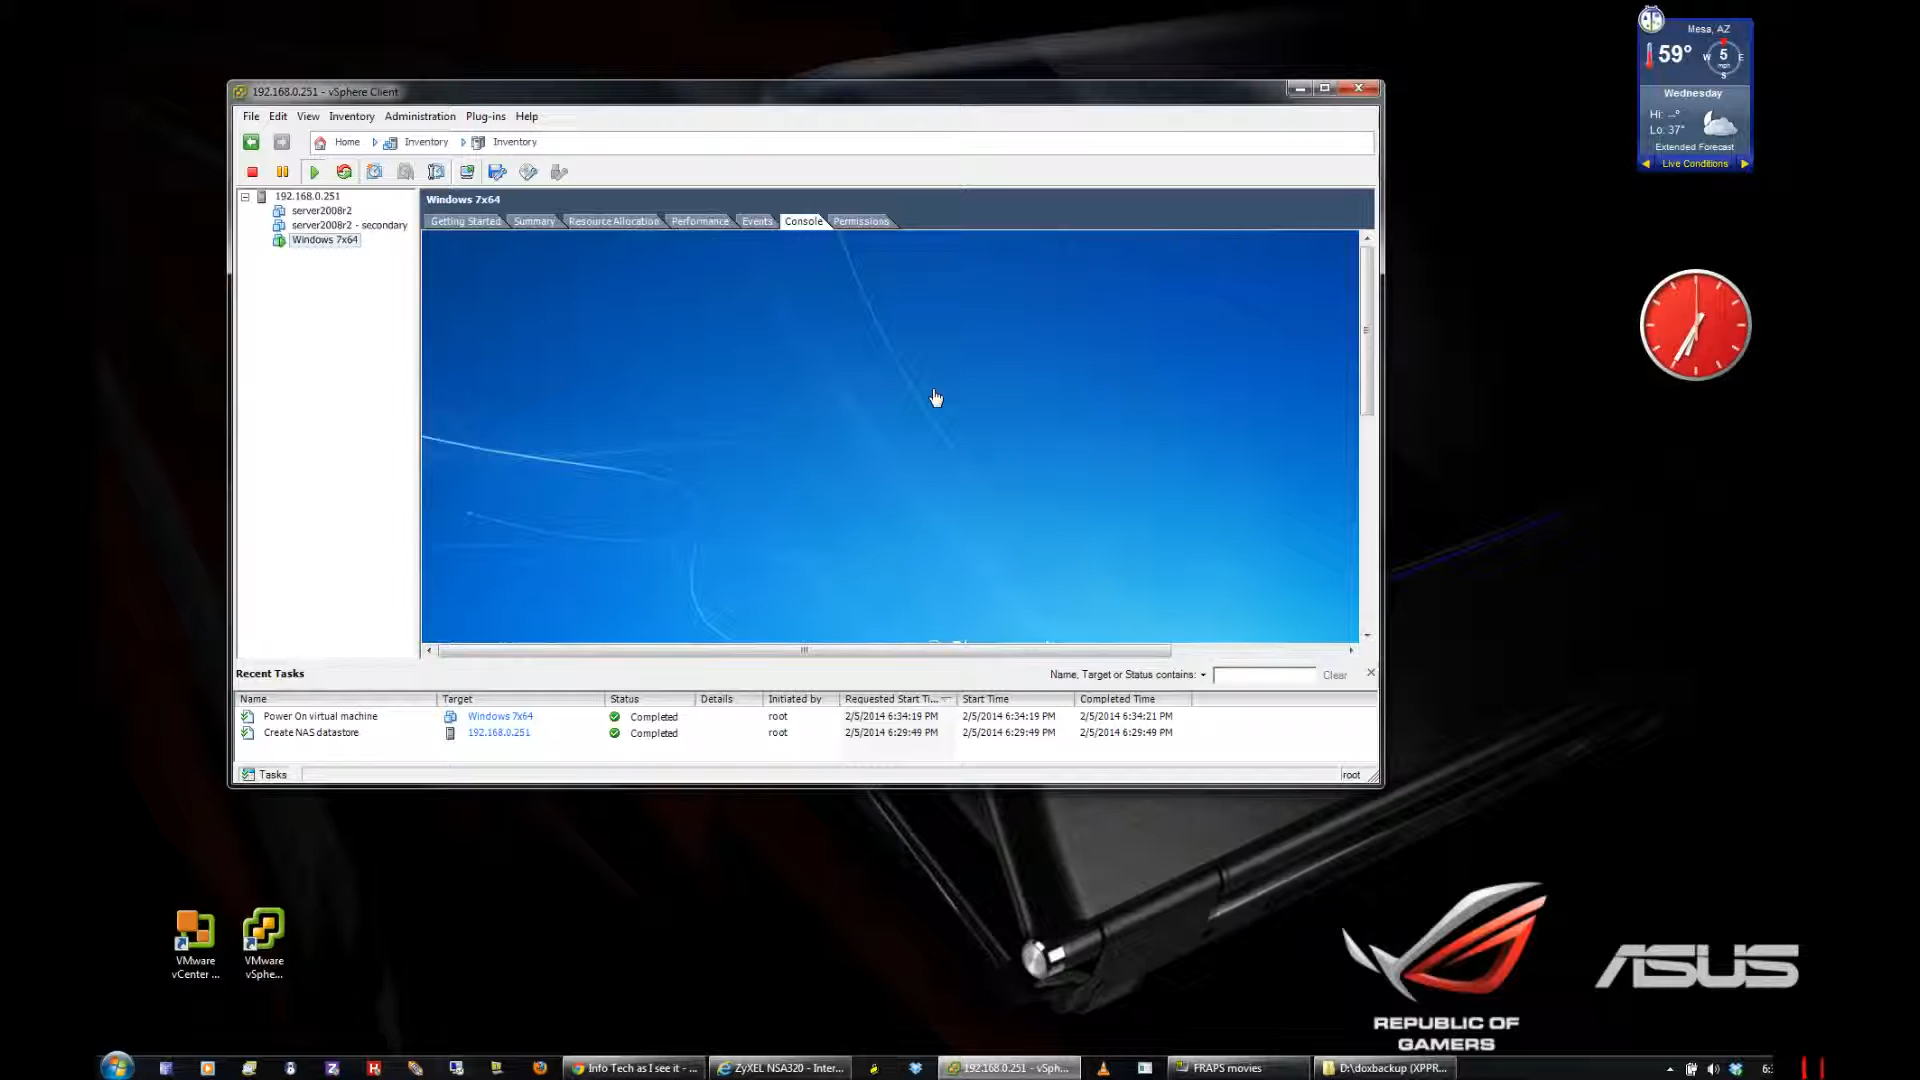 Mesa, AZ
59°
W 5 E
mph
S
Wednesday
Hi: --°
Lo: 37°
Extended Forecast
Live Conditions
192.168.0.251 - vSphere Client
File Edit View Inventory Administration Plug-ins Help
Home Inventory Inventory
192.168.0.251
server2008r2
server2008r2 - secondary
Windows 7x64
Windows 7x64
Getting Started Summary Resource Allocation Performance Events Console Permissions
Recent Tasks
Name, Target or Status contains: Clear
Name Target Status Details Initiated by Requested Start Ti... Start Time Completed Time
Power On virtual machine Windows 7x64 Completed root 2/5/2014 6:34:19 PM 2/5/2014 6:34:19 PM 2/5/2014 6:34:21 PM
Create NAS datastore 192.168.0.251 Completed root 2/5/2014 6:29:49 PM 2/5/2014 6:29:49 PM 2/5/2014 6:29:49 PM
Tasks root
VMware vCenter ...
VMware vSphe...
ASUS
REPUBLIC OF
GAMERS
Info Tech as I see it - ... ZyXEL NSA320 - Inter... 192.168.0.251 - vSph... FRAPS movies D:\doxbackup (XPPR...